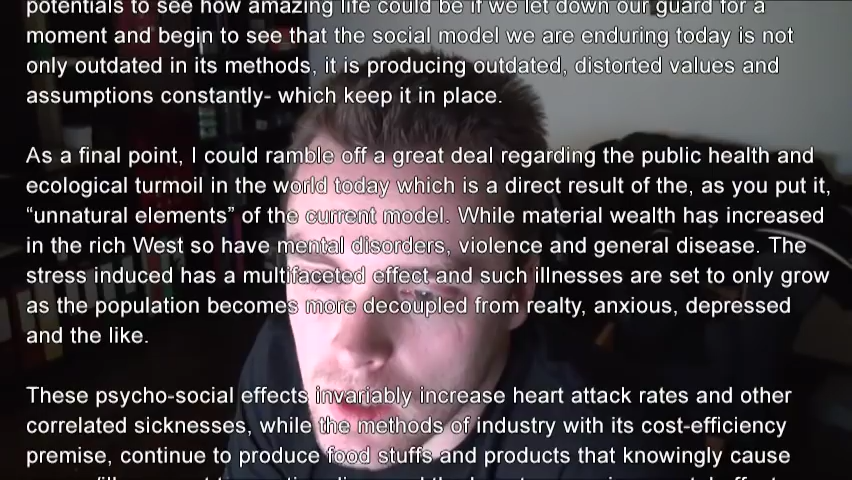 potentials to see how amazing life could be if we let down our guard for a
moment and begin to see that the social model we are enduring today is not
only outdated in its methods, it is producing outdated, distorted values and
assumptions constantly- which keep it in place.
As a final point, I could ramble off a great deal regarding the public health and
ecological turmoil in the world today which is a direct result of the, as you put it,
“unnatural elements” of the current model. While material wealth has increased
in the rich West so have mental disorders, violence and general disease. The
stress induced has a multifaceted effect and such illnesses are set to only grow
as the population becomes more decoupled from realty, anxious, depressed
and the like.
These psycho-social effects invariably increase heart attack rates and other
correlated sicknesses, while the methods of industry with its cost-efficiency
premise, continue to produce food stuffs and products that knowingly cause